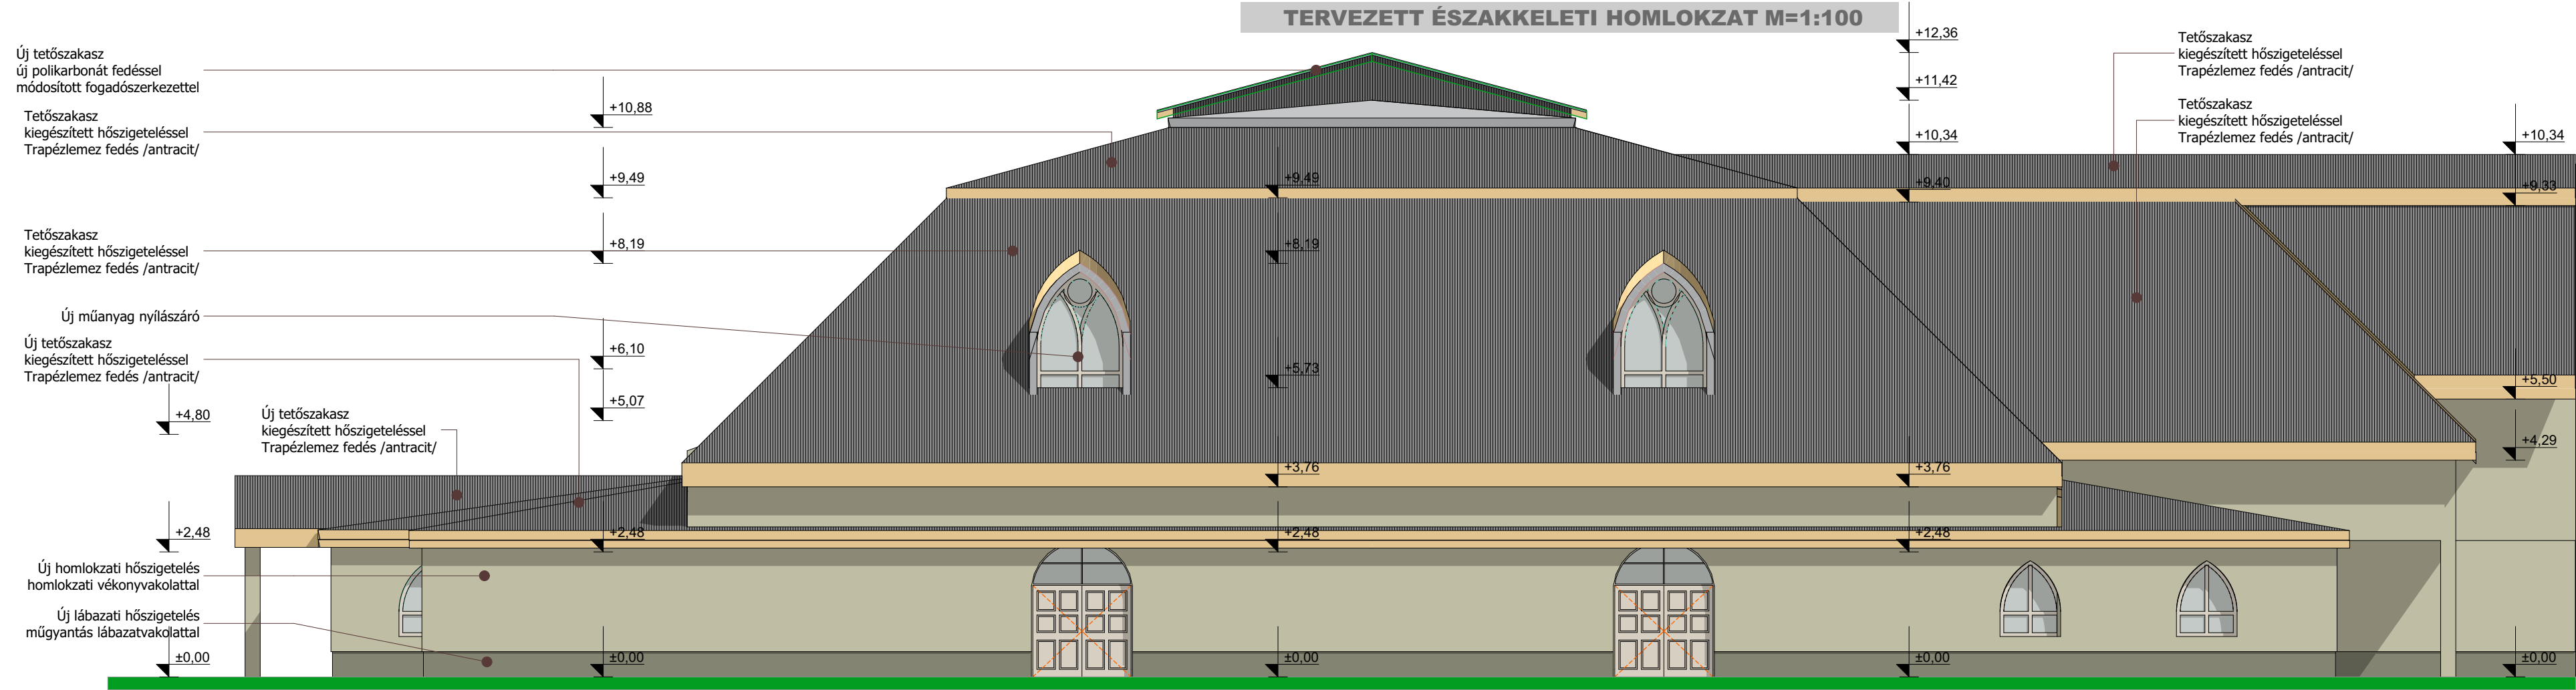 TERVEZETT ÉSZAKKELETI HOMLOKZAT M=1:100
Új tetőszakasz
új polikarbonát fedéssel
módosított fogadószerkezettel
Tetőszakasz
kiegészített hőszigeteléssel
Trapézlemez fedés /antracit/
Tetőszakasz
kiegészített hőszigeteléssel
Trapézlemez fedés /antracit/
Új műanyag nyílászáró
Új tetőszakasz
kiegészített hőszigeteléssel
Trapézlemez fedés /antracit/
Új tetőszakasz
kiegészített hőszigeteléssel
Trapézlemez fedés /antracit/
Új homlokzati hőszigetelés
homlokzati vékonyvakolattal
Új lábazati hőszigetelés
műgyantás lábazatvakolattal
+4,80
+2,48
±0,00
+10,88
+9,49
+8,19
+6,10
+5,07
+2,48
±0,00
+9,49
+8,19
+5,73
+3,76
+2,48
±0,00
+12,36
+11,42
+10,34
+9,40
+3,76
+2,48
±0,00
Tetőszakasz
kiegészített hőszigeteléssel
Trapézlemez fedés /antracit/
Tetőszakasz
kiegészített hőszigeteléssel
Trapézlemez fedés /antracit/
+10,34
+9,33
+5,50
+4,29
±0,00